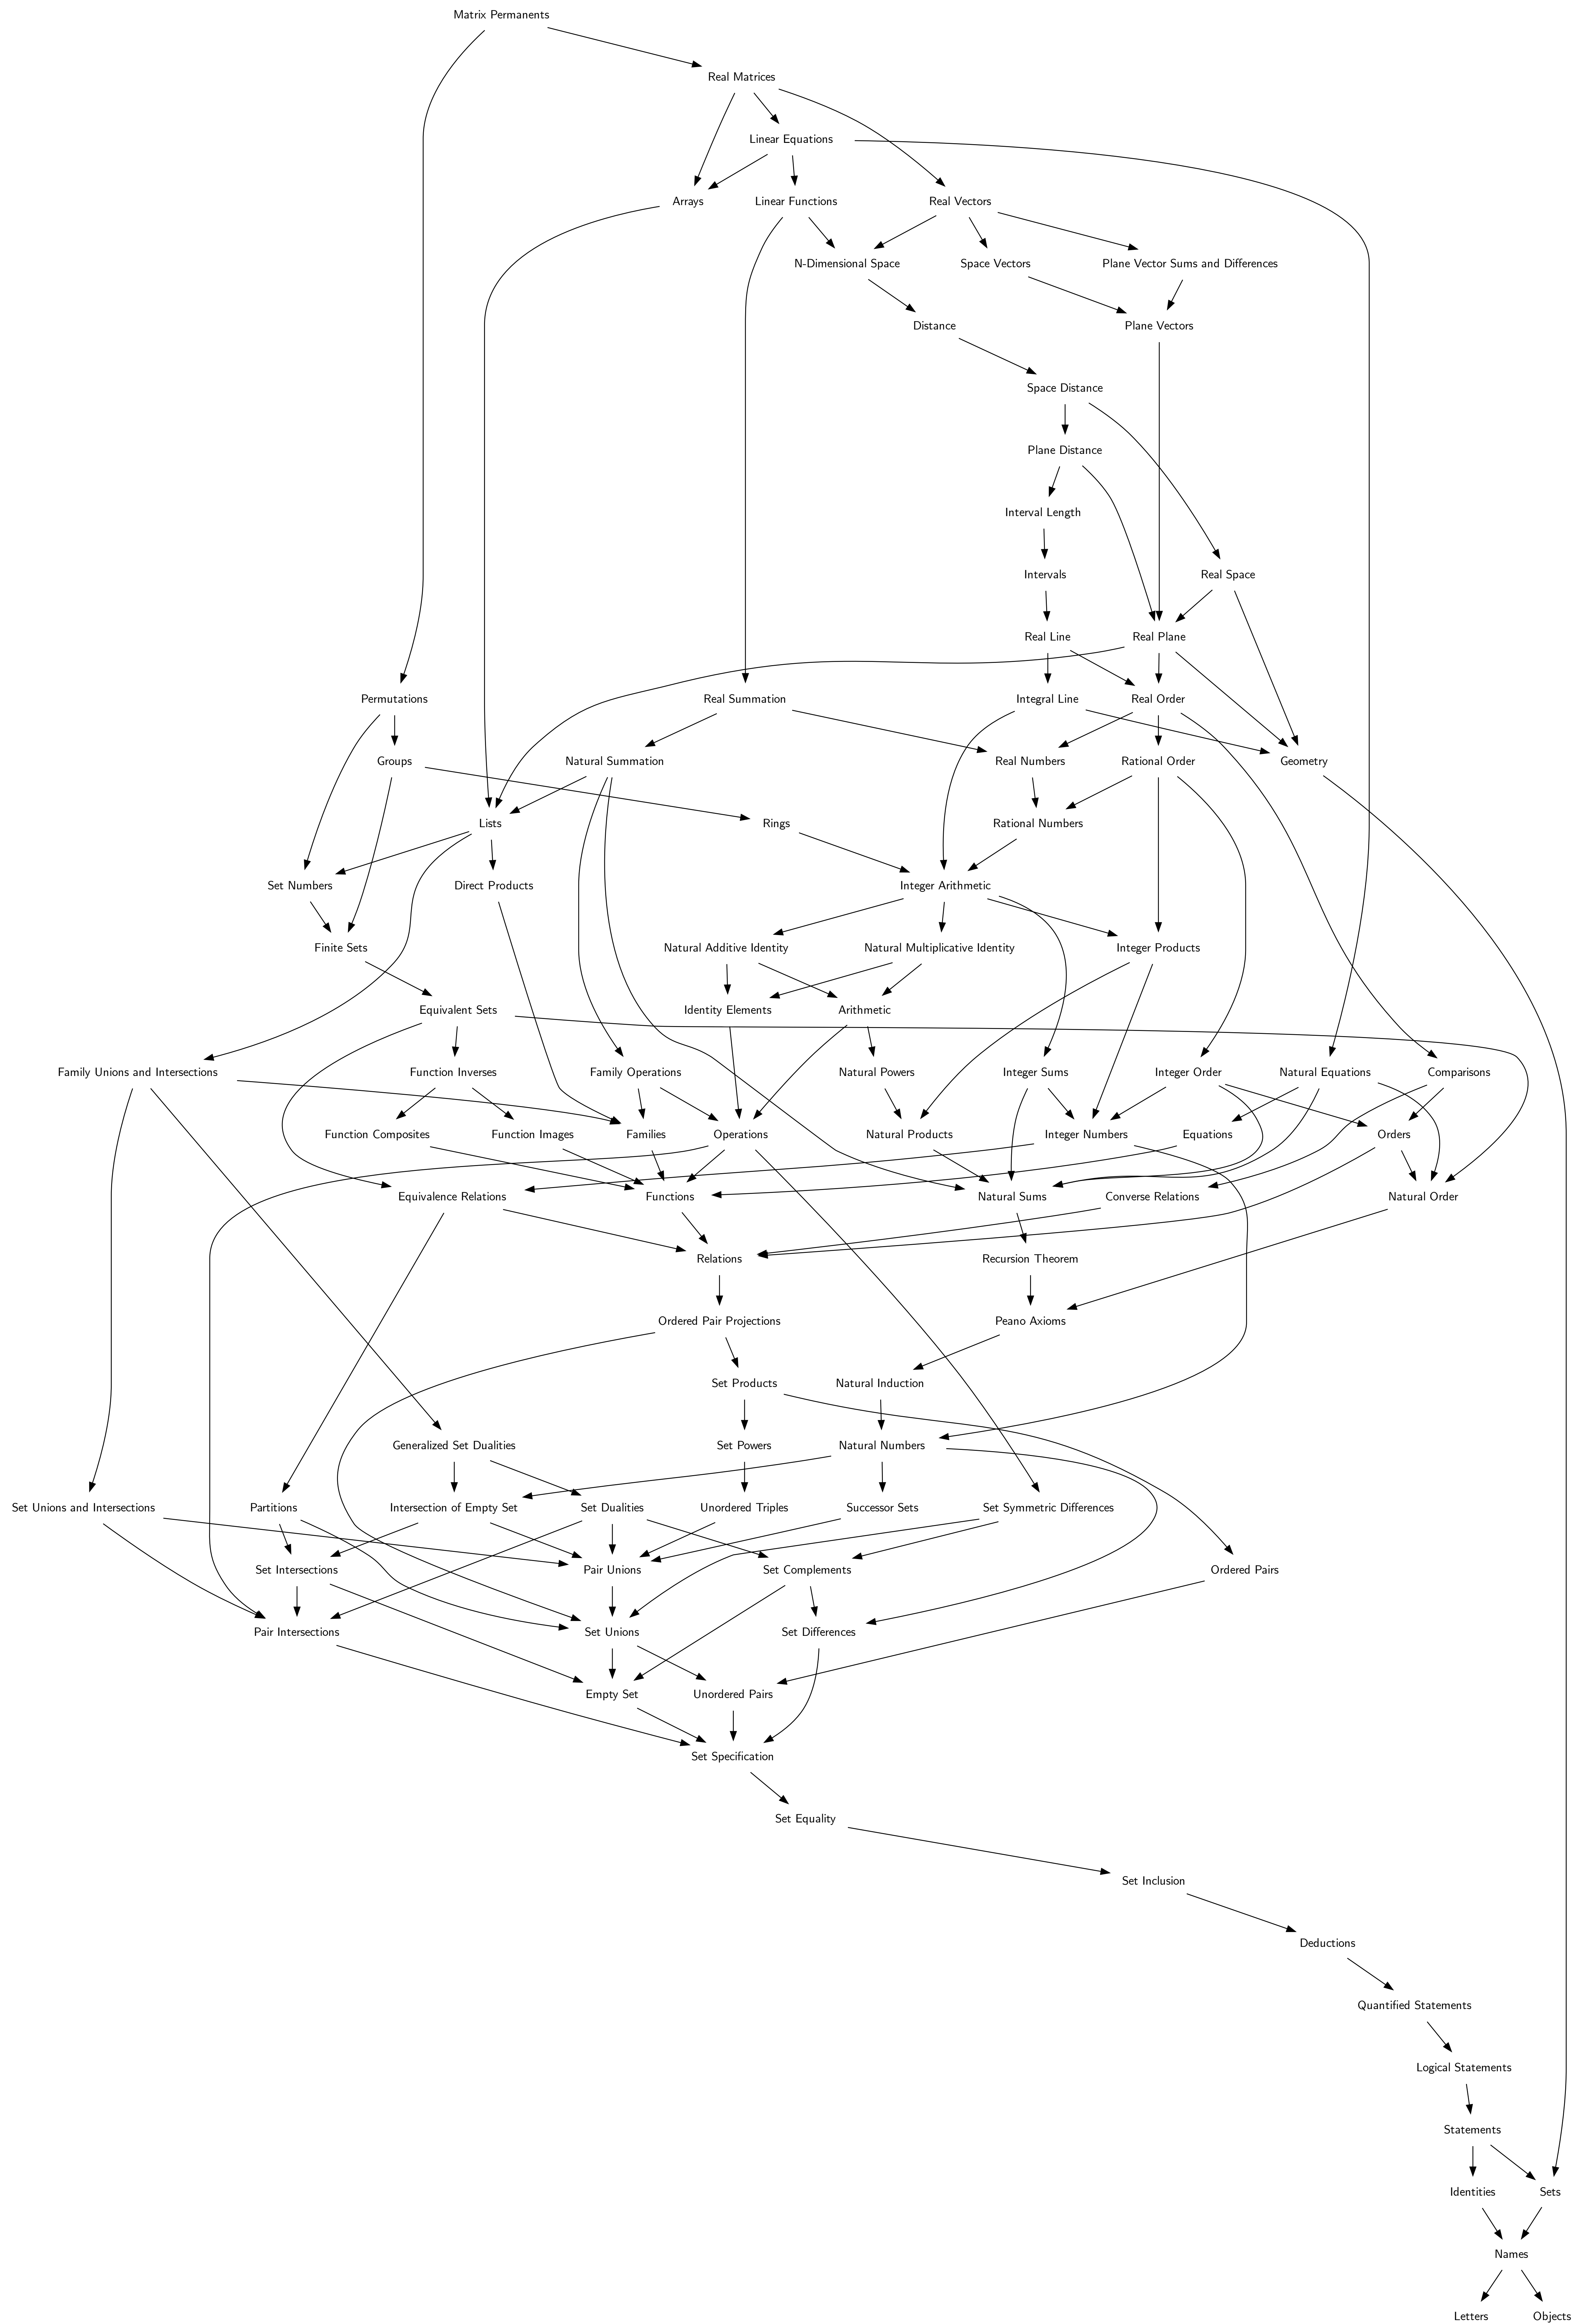 Matrix Permanents
Real Matrices
Linear Equations
Arrays
Linear Functions
Real Vectors
N-Dimensional Space
Space Vectors
Plane Vector Sums and Differences
Distance
Plane Vectors
Space Distance
Plane Distance
Interval Length
Intervals
Real Space
Real Line
Real Plane
Permutations
Real Summation
Integral Line
Real Order
Groups
Natural Summation
Real Numbers
Rational Order
Geometry
Lists
Rings
Rational Numbers
Set Numbers
Direct Products
Integer Arithmetic
Finite Sets
Natural Additive Identity
Natural Multiplicative Identity
Integer Products
Equivalent Sets
Identity Elements
Arithmetic
Family Unions and Intersections
Function Inverses
Family Operations
Natural Powers
Integer Sums
Integer Order
Natural Equations
Comparisons
Function Composites
Function Images
Families
Operations
Natural Products
Integer Numbers
Equations
Orders
Equivalence Relations
Functions
Natural Sums
Converse Relations
Natural Order
Relations
Recursion Theorem
Ordered Pair Projections
Peano Axioms
Set Products
Natural Induction
Generalized Set Dualities
Set Powers
Natural Numbers
Set Unions and Intersections
Partitions
Intersection of Empty Set
Set Dualities
Unordered Triples
Successor Sets
Set Symmetric Differences
Set Intersections
Pair Unions
Set Complements
Ordered Pairs
Pair Intersections
Set Unions
Set Differences
Empty Set
Unordered Pairs
Set Specification
Set Equality
Set Inclusion
Deductions
Quantified Statements
Logical Statements
Statements
Identities
Sets
Names
Letters
Objects